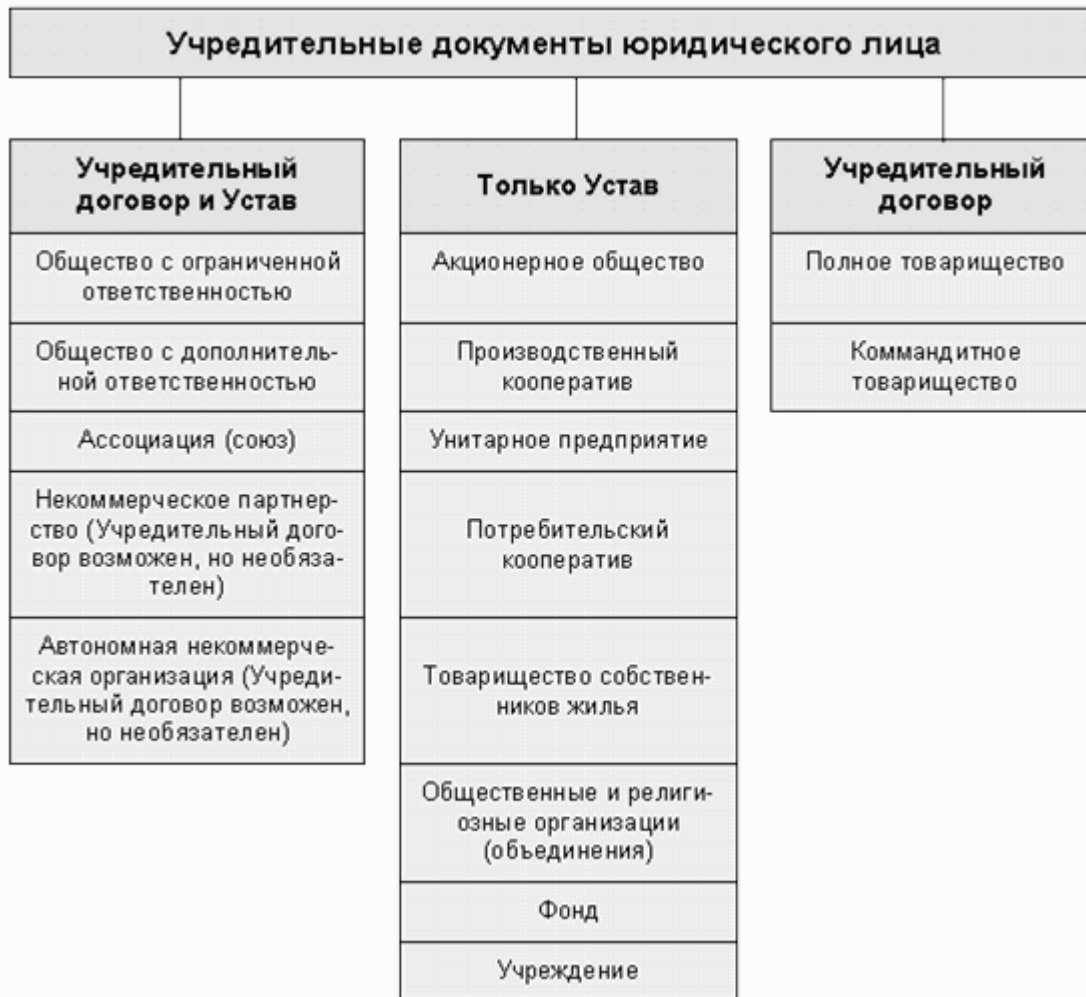 Учредительные документы юридического лица
Учредительный
договор и Устав
Общество с ограниченной
ответственностью
Общество с дополнитель-
ной ответственностью
Ассоциация (союз)
Некоммерческое партнер-
ство (Учредительный дого-
вор возможен, но необяза-
телен)
Автономная некоммерче-
ская организация (Учреди-
тельный договор возможен,
но необязателен)
Только Устав
Акционерное общество
Производственный
кооператив
Унитарное предприятие
Потребительский
кооператив
Товарищество собствен-
ников жилья
Общественные и религи-
озные организации
(объединения)
Фонд
Учреждение
Учредительный
договор
Полное товарищество
Коммандитное
товарищество